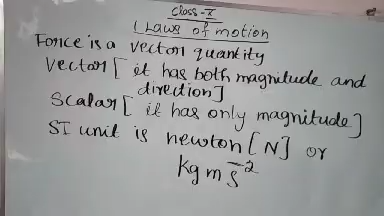 Class-X
Laws of motion
Force is a vector quantity
Vector [ it has both magnitude and
direction]
Scalar [ it has only magnitude]
SI unit is newton [N] or
Kg m s⁻²